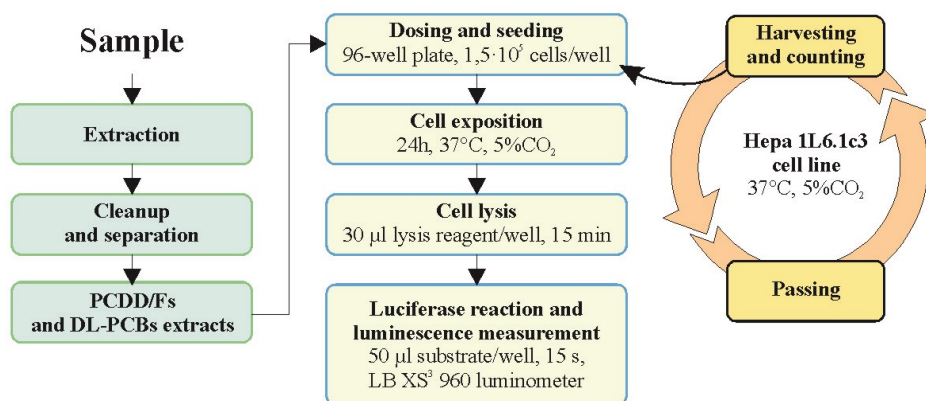 Sample
Extraction
Cleanup
and separation
PCDD/Fs
and DL-PCBs extracts
Dosing and seeding
96-well plate, 1,5·10⁵ cells/well
Cell exposition
24h, 37°C, 5%CO₂
Cell lysis
30 µl lysis reagent/well, 15 min
Luciferase reaction and
luminescence measurement
50 µl substrate/well, 15 s,
LB XS³ 960 luminometer
Harvesting
and counting
Hepa 1L6.1c3
cell line
37°C, 5%CO₂
Passing